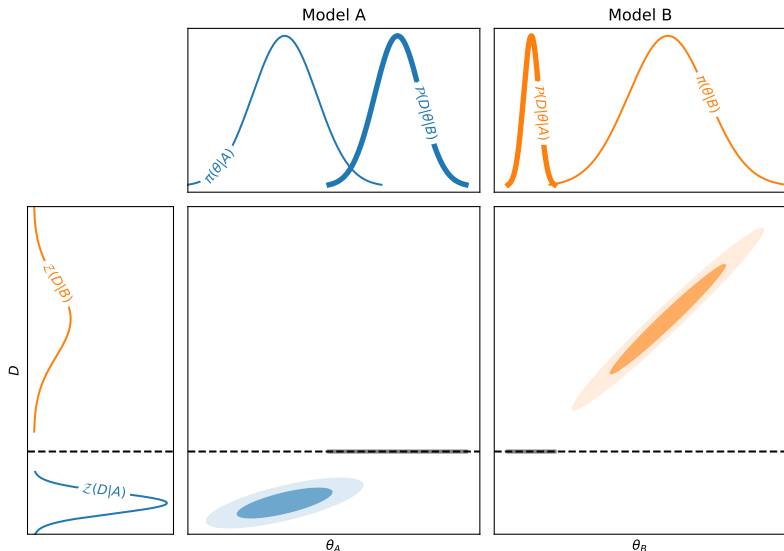 Model A
Model B
π(θ|A)
𝒫(D|θ|B)
𝒫(D|θ|A)
π(θ|B)
𝒵(D|B)
D
𝒵(D|A)
θ_A
θ_B